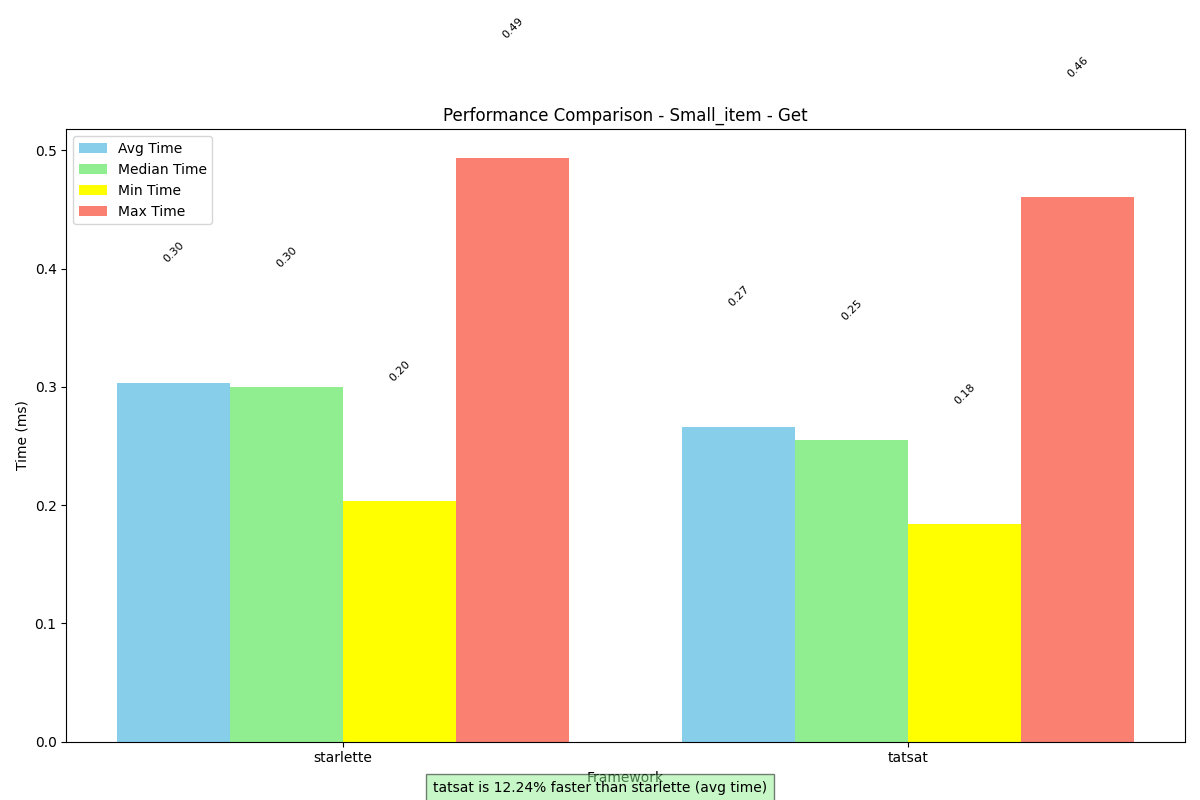 0.49
0.46
Performance Comparison - Small_item - Get
Avg Time
Median Time
Min Time
Max Time
0.5
0.4
0.3
0.2
0.1
0.0
Time (ms)
0.30
0.30
0.20
0.27
0.25
0.18
starlette
tatsat
Framework
tatsat is 12.24% faster than starlette (avg time)